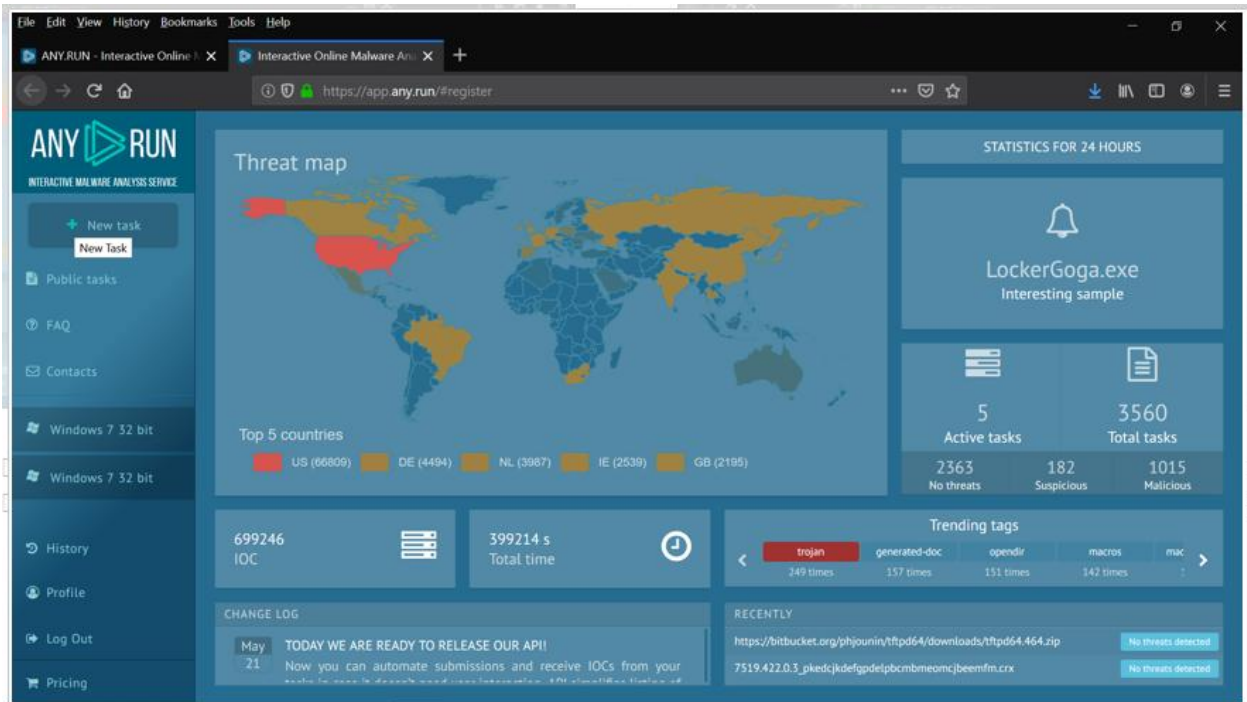 File Edit View History Bookmarks Tools Help
ANY.RUN - Interactive Online
Interactive Online Malware Ana
https://app.any.run/#register
ANY RUN
INTERACTIVE MALWARE ANALYSIS SERVICE
New task
New Task
Public tasks
FAQ
Contacts
Windows 7 32 bit
Windows 7 32 bit
History
Profile
Log Out
Pricing
Threat map
Top 5 countries
US (66809) DE (4494) NL (3987) IE (2539) GB (2195)
STATISTICS FOR 24 HOURS
LockerGoga.exe
Interesting sample
5
Active tasks
3560
Total tasks
2363
No threats
182
Suspicious
1015
Malicious
699246
IOC
399214 s
Total time
Trending tags
trojan generated-doc opendir macros mac
249 times 157 times 151 times 142 times
CHANGE LOG
May
21
TODAY WE ARE READY TO RELEASE OUR API!
Now you can automate submissions and receive IOCs from your
RECENTLY
https://bitbucket.org/phjounin/tftpd64/downloads/tftpd64.464.zip No threats detected
7519.422.0.3_pkedcjkdefgpdelpbcmbmeomcjbeemfm.crx No threats detected